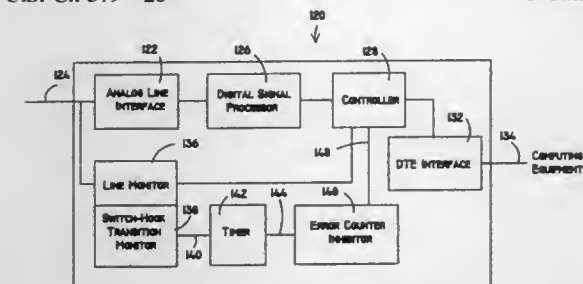 120
122
126
128
124
ANALOG LINE
INTERFACE
DIGITAL SIGNAL
PROCESSOR
CONTROLLER
132
134
136
148
DTE INTERFACE
COMPUTING
EQUIPMENT
LINE MONITOR
142
144
SWITCH-HOOK
TRANSITION
MONITOR
138
TIMER
ERROR COUNTER
INHIBITOR
140